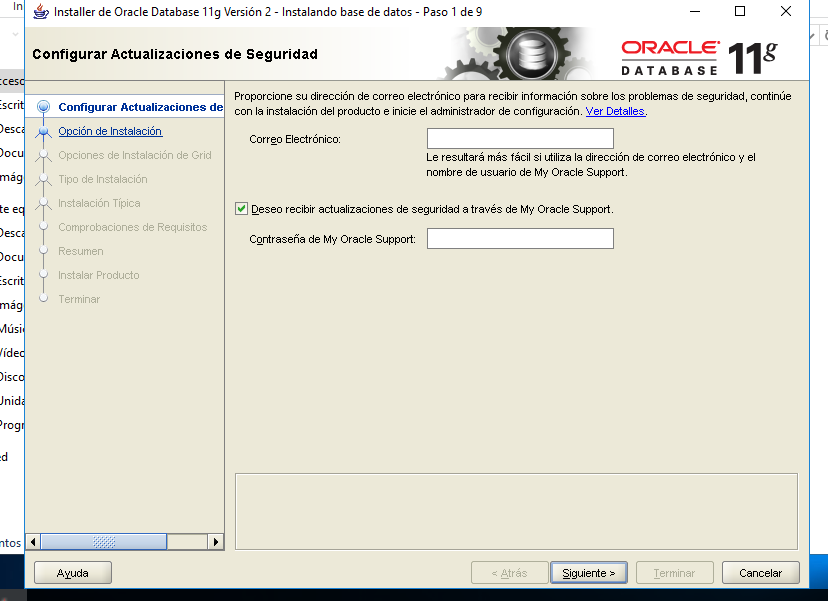 In
Installer de Oracle Database 11g Versión 2 - Instalando base de datos - Paso 1 de 9
Configurar Actualizaciones de Seguridad
ORACLE
DATABASE
11g
Configurar Actualizaciones de
Opción de Instalación
Opciones de Instalación de Grid
Tipo de Instalación
Instalación Típica
Comprobaciones de Requisitos
Resumen
Instalar Producto
Terminar
Proporcione su dirección de correo electrónico para recibir información sobre los problemas de seguridad, continúe
con la instalación del producto e inicie el administrador de configuración. Ver Detalles.
Correo Electrónico:
Le resultará más fácil si utiliza la dirección de correo electrónico y el
nombre de usuario de My Oracle Support.
Deseo recibir actualizaciones de seguridad a través de My Oracle Support.
Contraseña de My Oracle Support:
cceso
Escrit
Desca
Docu
mág
te eq
Desca
Docu
Escrit
mág
Músi
Vídeo
Disco
Unida
Progr
ed
ntos
Ayuda
< Atrás
Siguiente >
Terminar
Cancelar